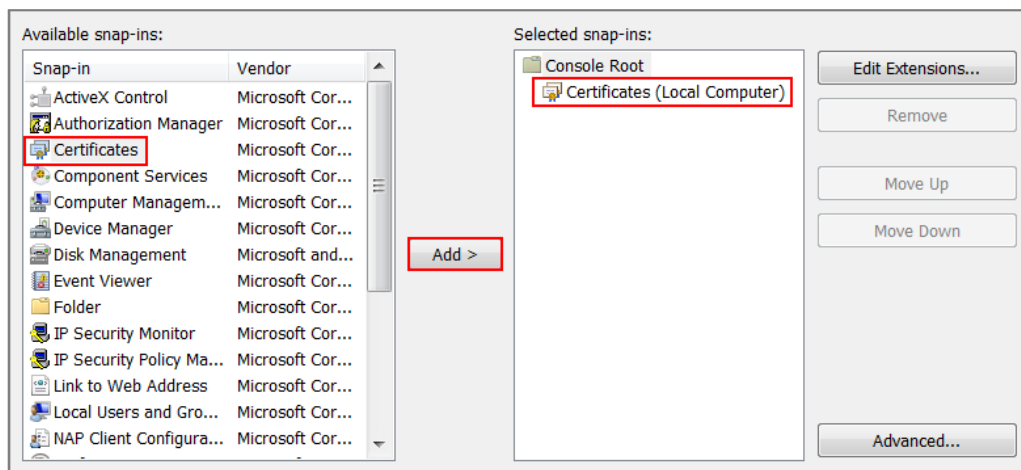 Available snap-ins:
Selected snap-ins:
Snap-in Vendor
ActiveX Control Microsoft Cor...
Authorization Manager Microsoft Cor...
Certificates Microsoft Cor...
Component Services Microsoft Cor...
Computer Managem... Microsoft Cor...
Device Manager Microsoft Cor...
Disk Management Microsoft and...
Event Viewer Microsoft Cor...
Folder Microsoft Cor...
IP Security Monitor Microsoft Cor...
IP Security Policy Ma... Microsoft Cor...
Link to Web Address Microsoft Cor...
Local Users and Gro... Microsoft Cor...
NAP Client Configura... Microsoft Cor...
Add >
Console Root
Certificates (Local Computer)
Edit Extensions...
Remove
Move Up
Move Down
Advanced...